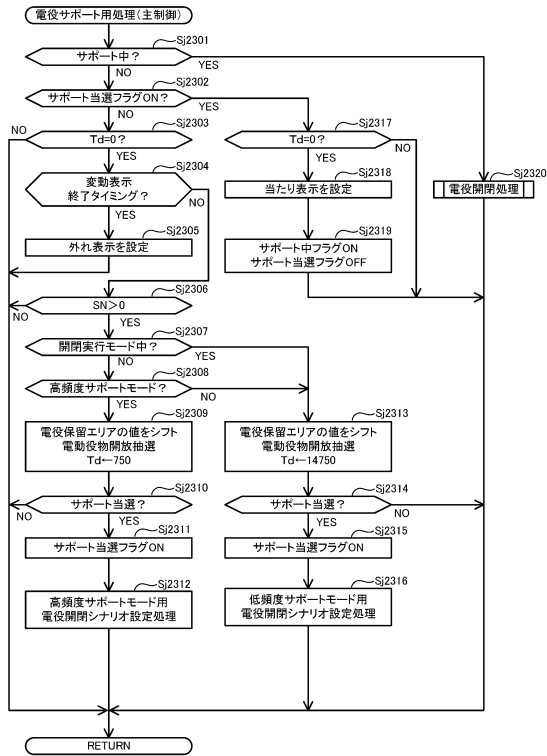 電役サポート用処理（主制御）
Sj2301
サポート中？
YES
NO
Sj2302
サポート当選フラグON？
YES
NO
Sj2303
NO
Td=0？
YES
Sj2317
Td=0？
NO
YES
Sj2304
変動表示
終了タイミング？
NO
YES
Sj2318
当たり表示を設定
Sj2320
電役開閉処理
Sj2305
外れ表示を設定
Sj2319
サポート中フラグON
サポート当選フラグOFF
Sj2306
SN＞0
NO
YES
Sj2307
開閉実行モード中？
YES
NO
Sj2308
高頻度サポートモード？
NO
YES
Sj2309
電役保留エリアの値をシフト
電動役物開放抽選
Td←750
Sj2313
電役保留エリアの値をシフト
電動役物開放抽選
Td←14750
Sj2310
サポート当選？
NO
YES
Sj2314
サポート当選？
NO
YES
Sj2311
サポート当選フラグON
Sj2315
サポート当選フラグON
Sj2312
高頻度サポートモード用
電役開閉シナリオ設定処理
Sj2316
低頻度サポートモード用
電役開閉シナリオ設定処理
RETURN